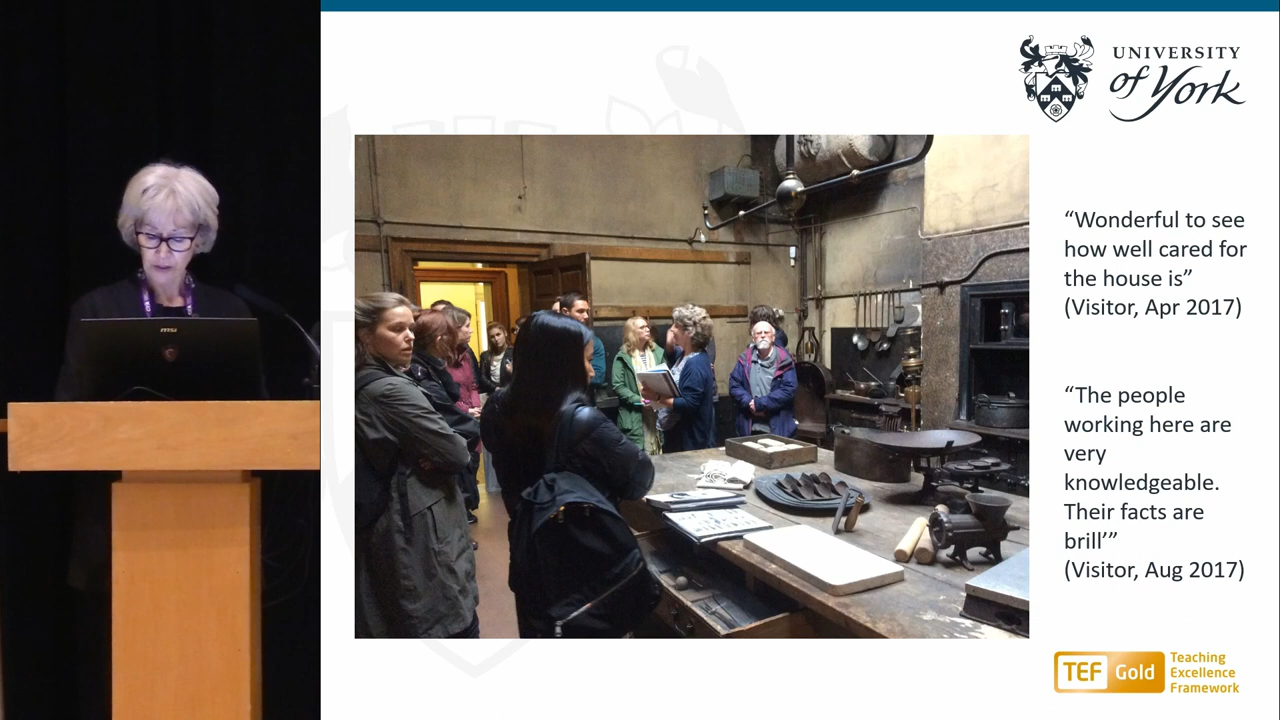 UNIVERSITY
of York
“Wonderful to see
how well cared for
the house is”
(Visitor, Apr 2017)
“The people
working here are
very
knowledgeable.
Their facts are
brill’”
(Visitor, Aug 2017)
TEF Gold
Teaching
Excellence
Framework
msi